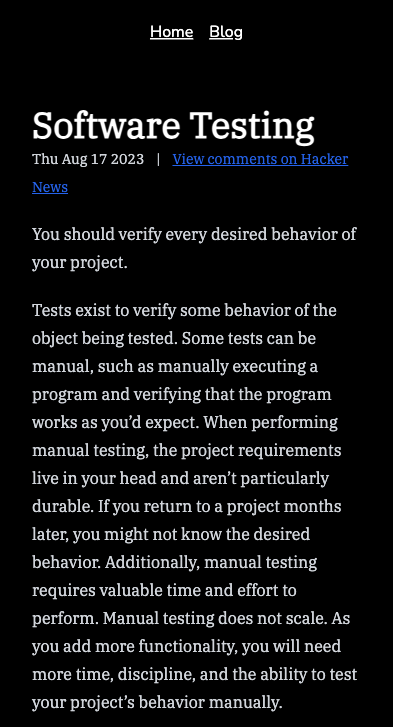 Home Blog
Software Testing
Thu Aug 17 2023 | View comments on Hacker
News
You should verify every desired behavior of
your project.
Tests exist to verify some behavior of the
object being tested. Some tests can be
manual, such as manually executing a
program and verifying that the program
works as you’d expect. When performing
manual testing, the project requirements
live in your head and aren’t particularly
durable. If you return to a project months
later, you might not know the desired
behavior. Additionally, manual testing
requires valuable time and effort to
perform. Manual testing does not scale. As
you add more functionality, you will need
more time, discipline, and the ability to test
your project’s behavior manually.